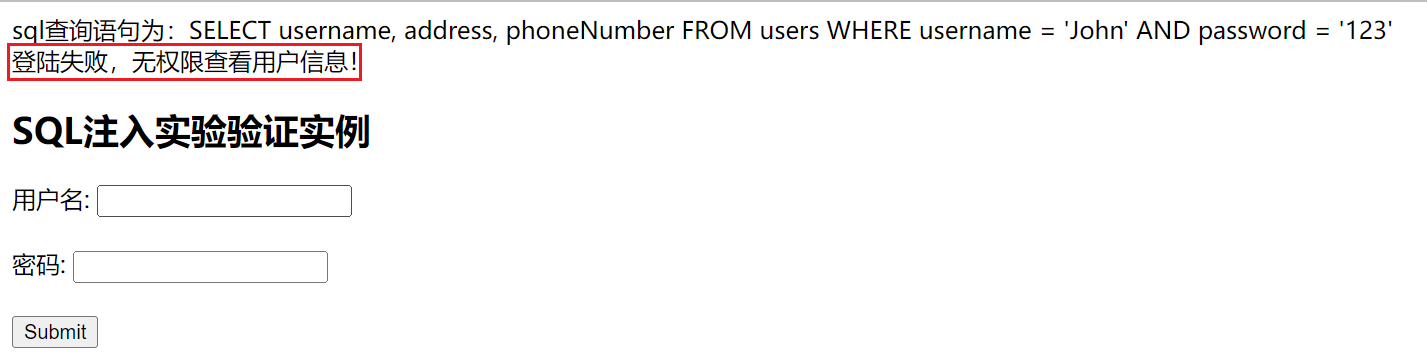 sql查询语句为：SELECT username, address, phoneNumber FROM users WHERE username = 'John' AND password = '123'
登陆失败，无权限查看用户信息！
SQL注入实验验证实例
用户名:
密码:
Submit